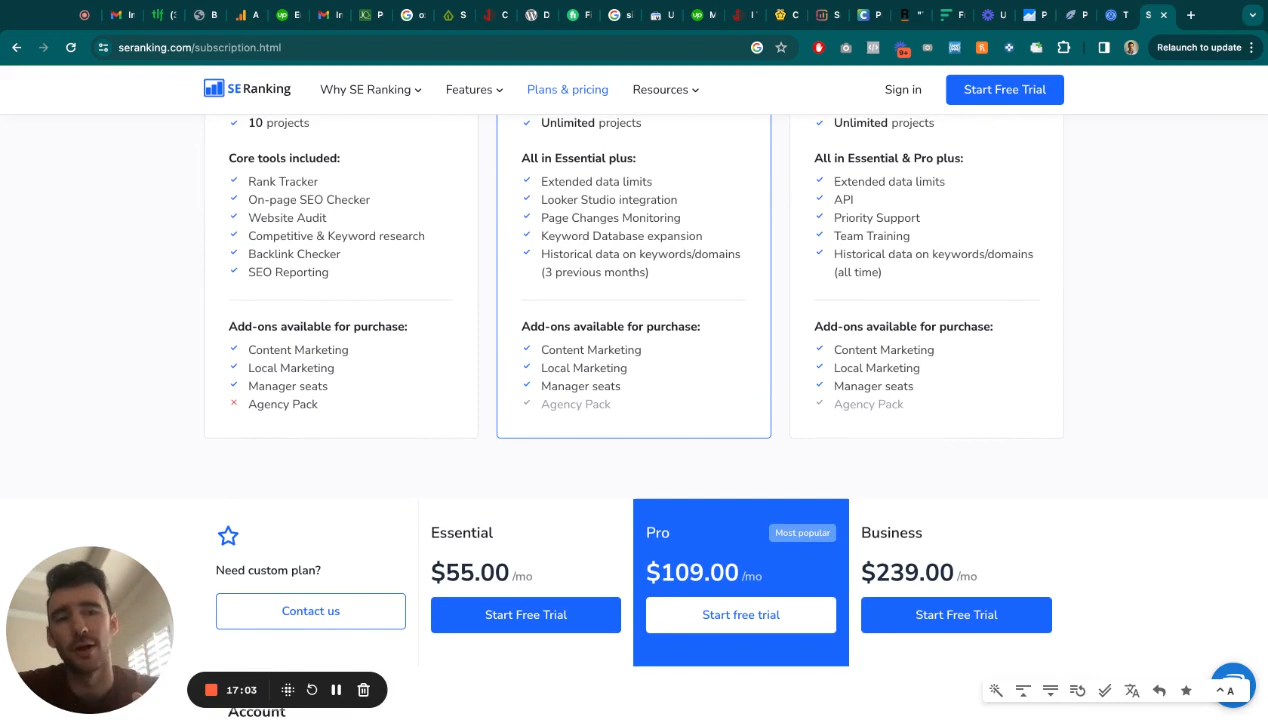 seranking.com/subscription.html
9+
Relaunch to update
SE Ranking
Why SE Ranking
Features
Plans & pricing
Resources
Sign in
Start Free Trial
10 projects
Core tools included:
Rank Tracker
On-page SEO Checker
Website Audit
Competitive & Keyword research
Backlink Checker
SEO Reporting
Add-ons available for purchase:
Content Marketing
Local Marketing
Manager seats
Agency Pack
Unlimited projects
All in Essential plus:
Extended data limits
Looker Studio integration
Page Changes Monitoring
Keyword Database expansion
Historical data on keywords/domains
(3 previous months)
Add-ons available for purchase:
Content Marketing
Local Marketing
Manager seats
Agency Pack
Unlimited projects
All in Essential & Pro plus:
Extended data limits
API
Priority Support
Team Training
Historical data on keywords/domains
(all time)
Add-ons available for purchase:
Content Marketing
Local Marketing
Manager seats
Agency Pack
Need custom plan?
Contact us
Essential
$55.00 /mo
Start Free Trial
Pro
Most popular
$109.00 /mo
Start free trial
Business
$239.00 /mo
Start Free Trial
17:03
Account
A